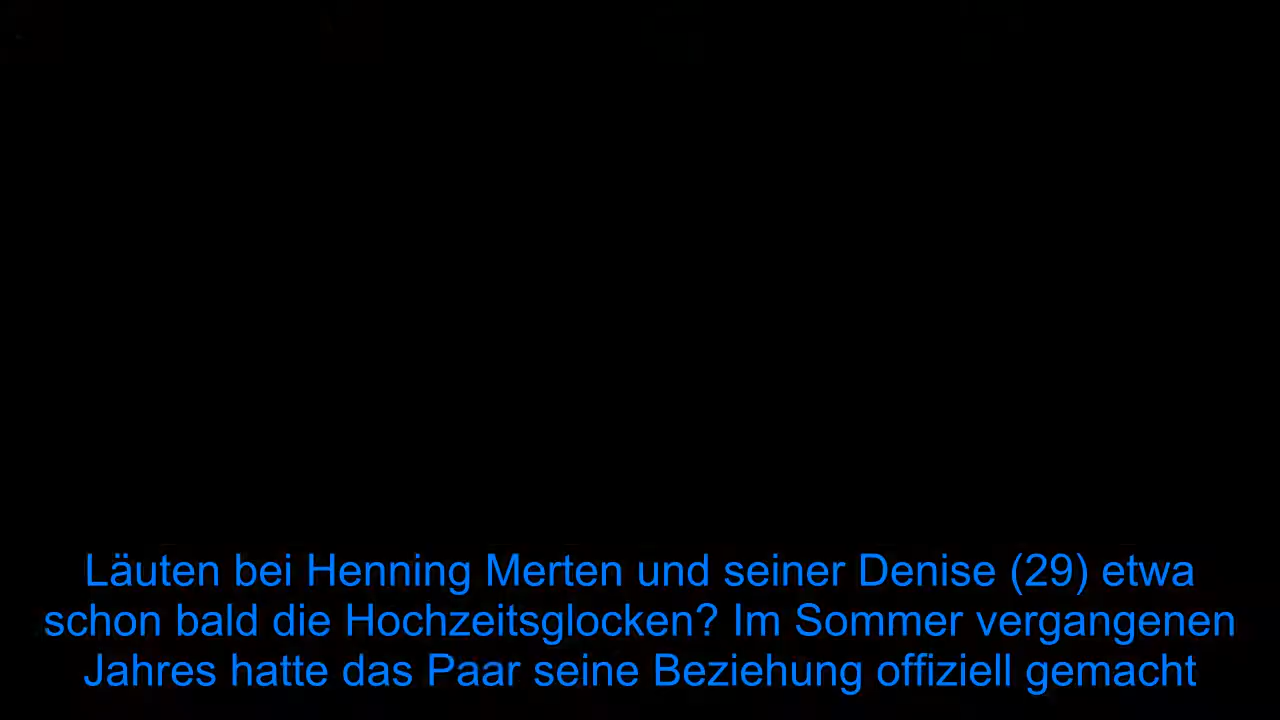 Läuten bei Henning Merten und seiner Denise (29) etwa
schon bald die Hochzeitsglocken? Im Sommer vergangenen
Jahres hatte das Paar seine Beziehung offiziell gemacht